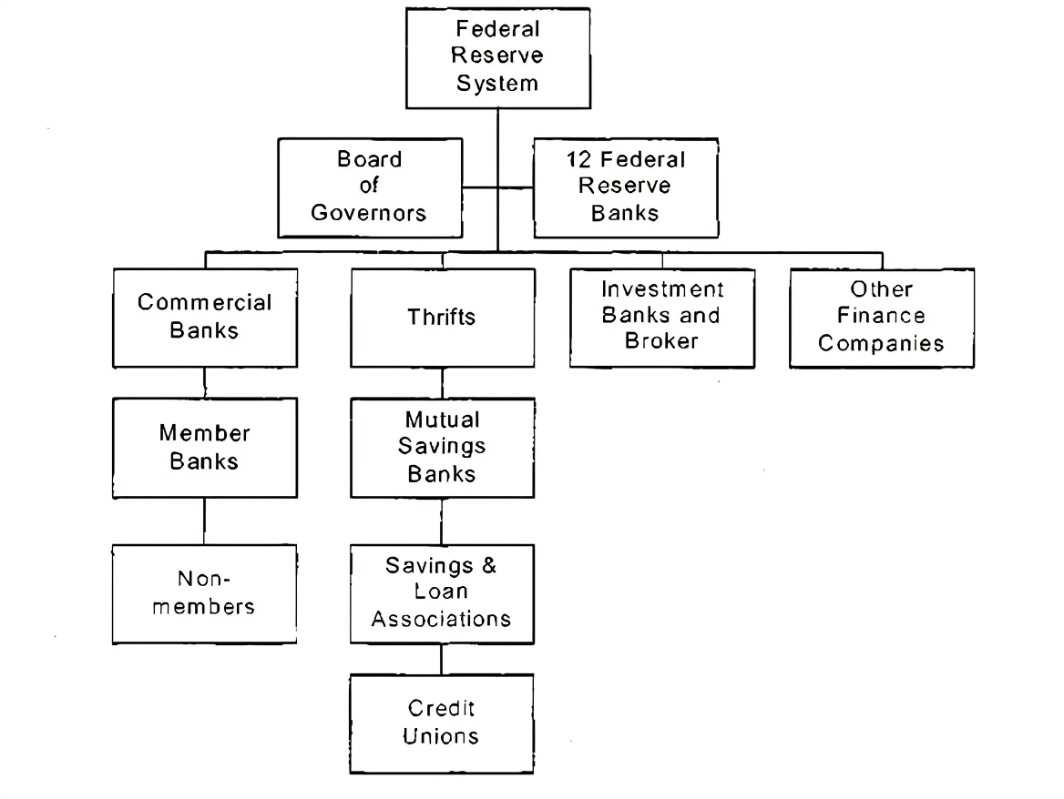 Federal
Reserve
System
Board
of
Governors
12 Federal
Reserve
Banks
Commercial
Banks
Thrifts
Investment
Banks and
Broker
Other
Finance
Companies
Member
Banks
Mutual
Savings
Banks
Non-
members
Savings &
Loan
Associations
Credit
Unions